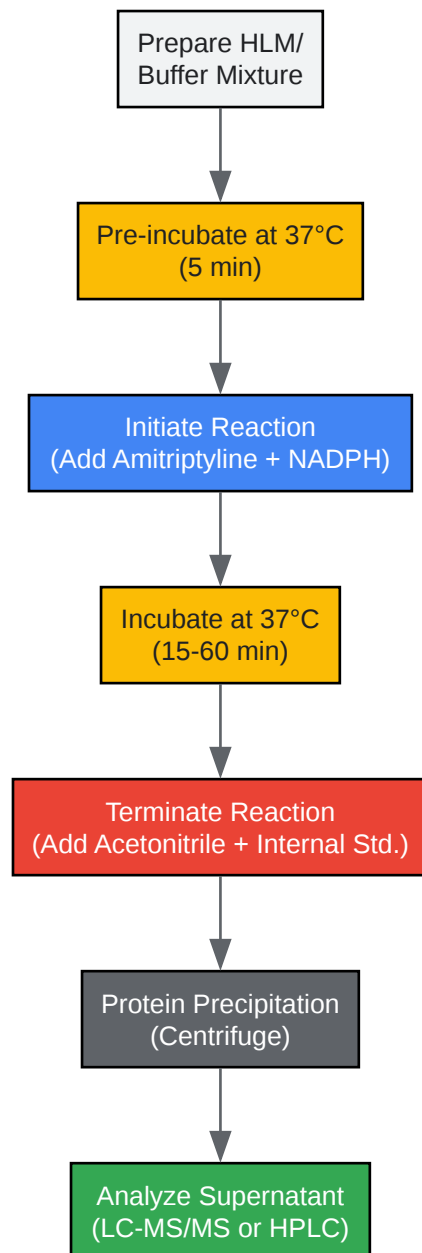 Prepare HLM/
Buffer Mixture
Pre-incubate at 37°C
(5 min)
Initiate Reaction
(Add Amitriptyline + NADPH)
Incubate at 37°C
(15-60 min)
Terminate Reaction
(Add Acetonitrile + Internal Std.)
Protein Precipitation
(Centrifuge)
Analyze Supernatant
(LC-MS/MS or HPLC)